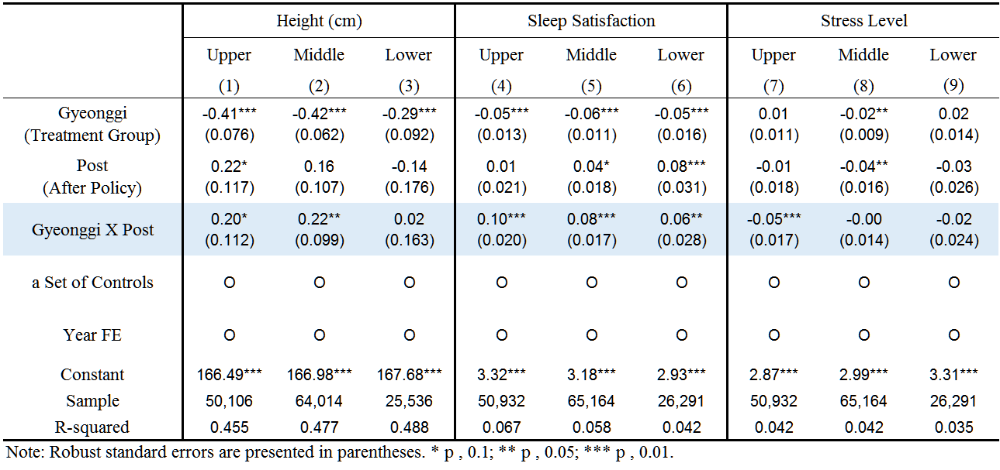 Height (cm) Sleep Satisfaction Stress Level
Upper Middle Lower Upper Middle Lower Upper Middle Lower
(1) (2) (3) (4) (5) (6) (7) (8) (9)
Gyeonggi -0.41*** -0.42*** -0.29*** -0.05*** -0.06*** -0.05*** 0.01 -0.02** 0.02
(Treatment Group) (0.076) (0.062) (0.092) (0.013) (0.011) (0.016) (0.011) (0.009) (0.014)
Post 0.22* 0.16 -0.14 0.01 0.04* 0.08*** -0.01 -0.04** -0.03
(After Policy) (0.117) (0.107) (0.176) (0.021) (0.018) (0.031) (0.018) (0.016) (0.026)
Gyeonggi X Post 0.20* 0.22** 0.02 0.10*** 0.08*** 0.06** -0.05*** -0.00 -0.02
(0.112) (0.099) (0.163) (0.020) (0.017) (0.028) (0.017) (0.014) (0.024)
a Set of Controls O O O O O O O O O
Year FE O O O O O O O O O
Constant 166.49*** 166.98*** 167.68*** 3.32*** 3.18*** 2.93*** 2.87*** 2.99*** 3.31***
Sample 50,106 64,014 25,536 50,932 65,164 26,291 50,932 65,164 26,291
R-squared 0.455 0.477 0.488 0.067 0.058 0.042 0.042 0.042 0.035
Note: Robust standard errors are presented in parentheses. * p , 0.1; ** p , 0.05; *** p , 0.01.